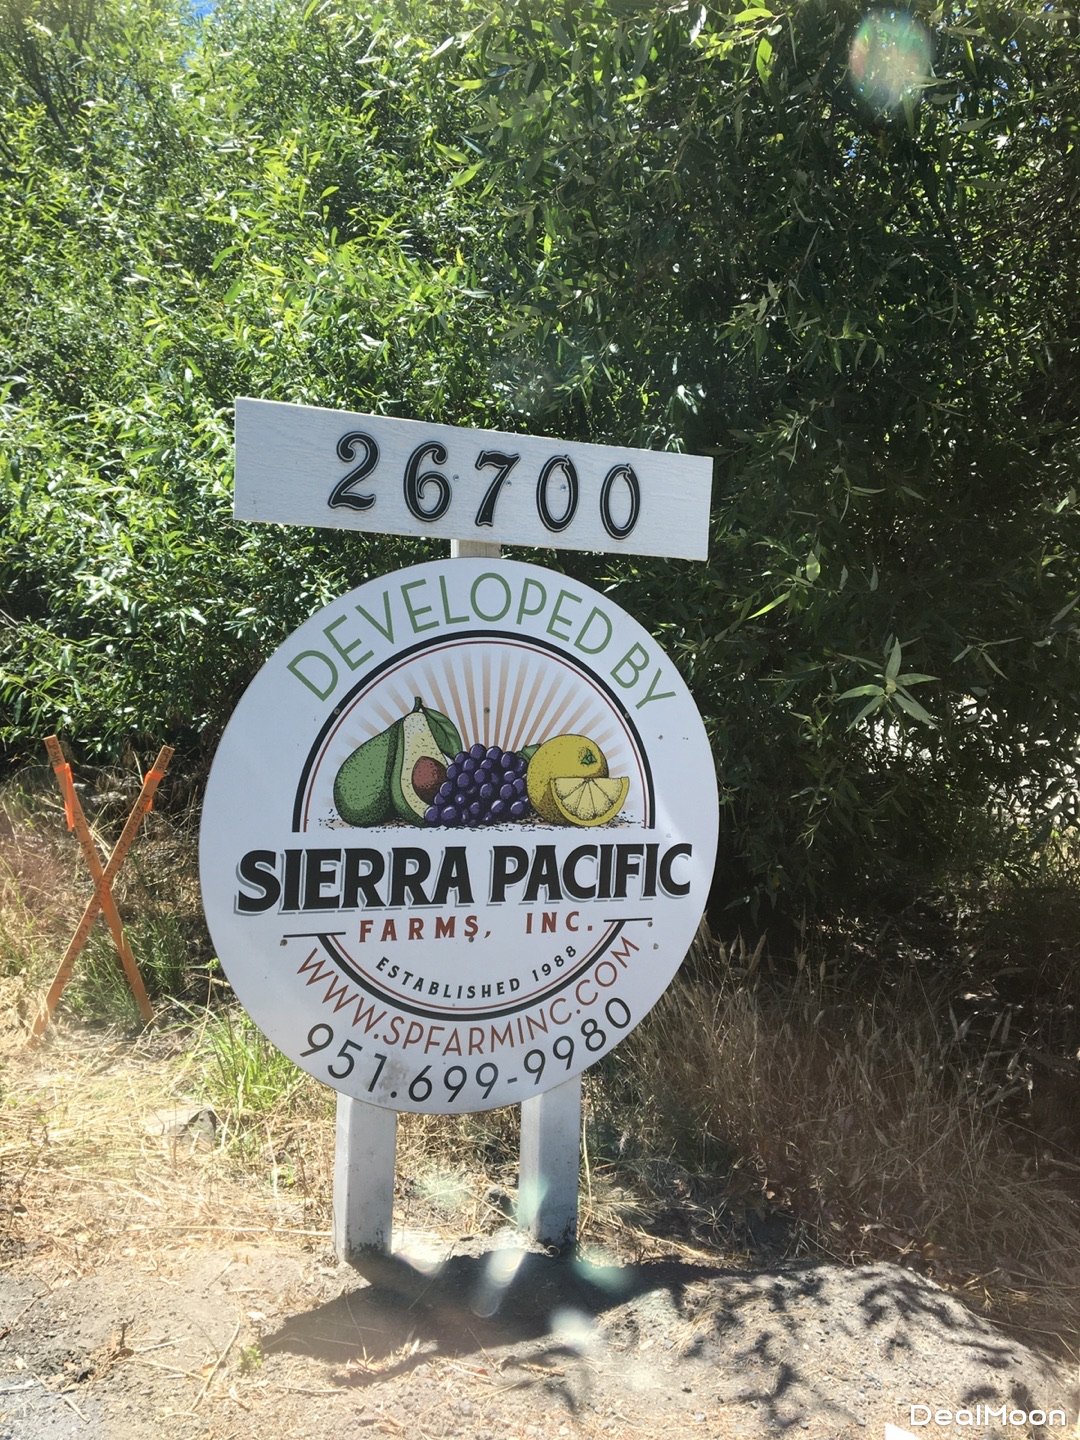 26700
DEVELOPED BY
SIERRA PACIFIC
FARMS, INC.
ESTABLISHED 1988
WWW.SPFARMINC.COM
951.699-9980
DealMoon